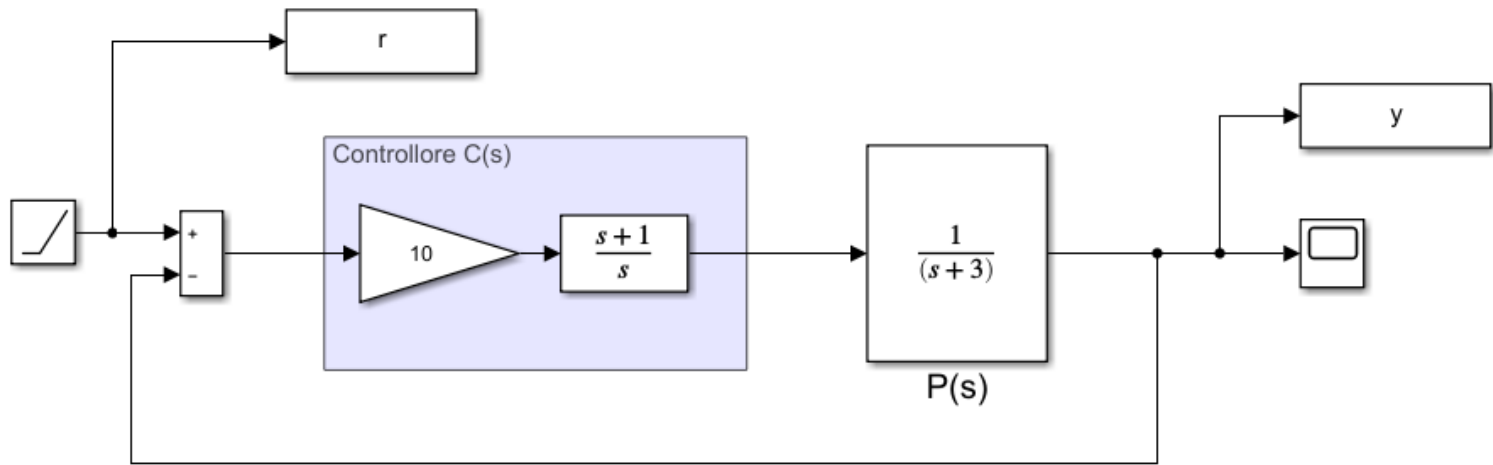 r
y
Controllore C(s)
+
−
10
s + 1
s
1
(s + 3)
P(s)